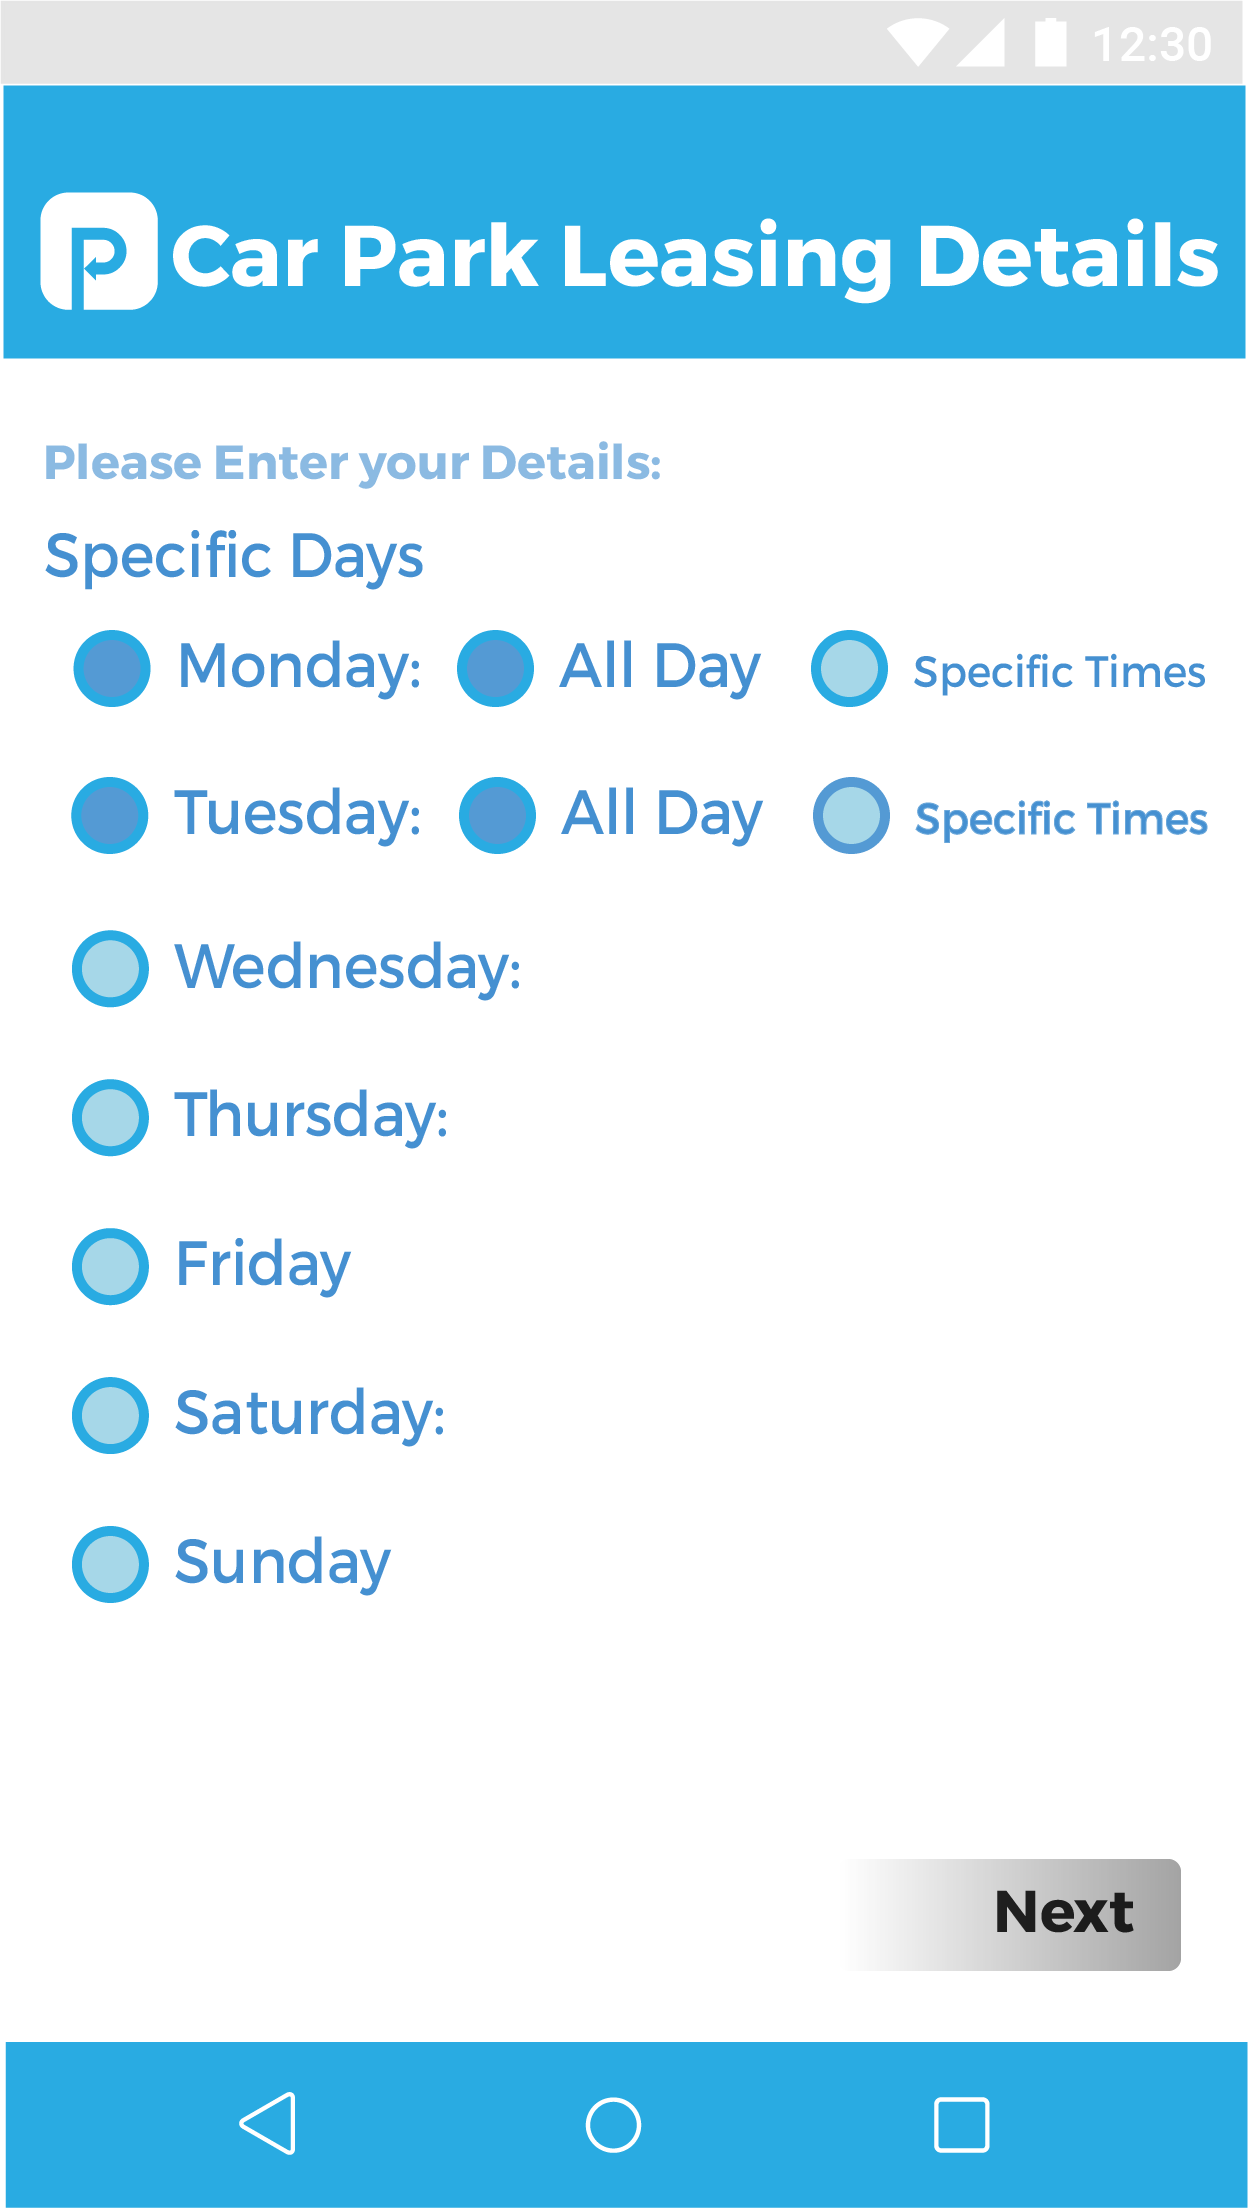 12:30
Car Park Leasing Details
Please Enter your Details:
Specific Days
Monday: All Day Specific Times
Tuesday: All Day Specific Times
Wednesday:
Thursday:
Friday
Saturday:
Sunday
Next